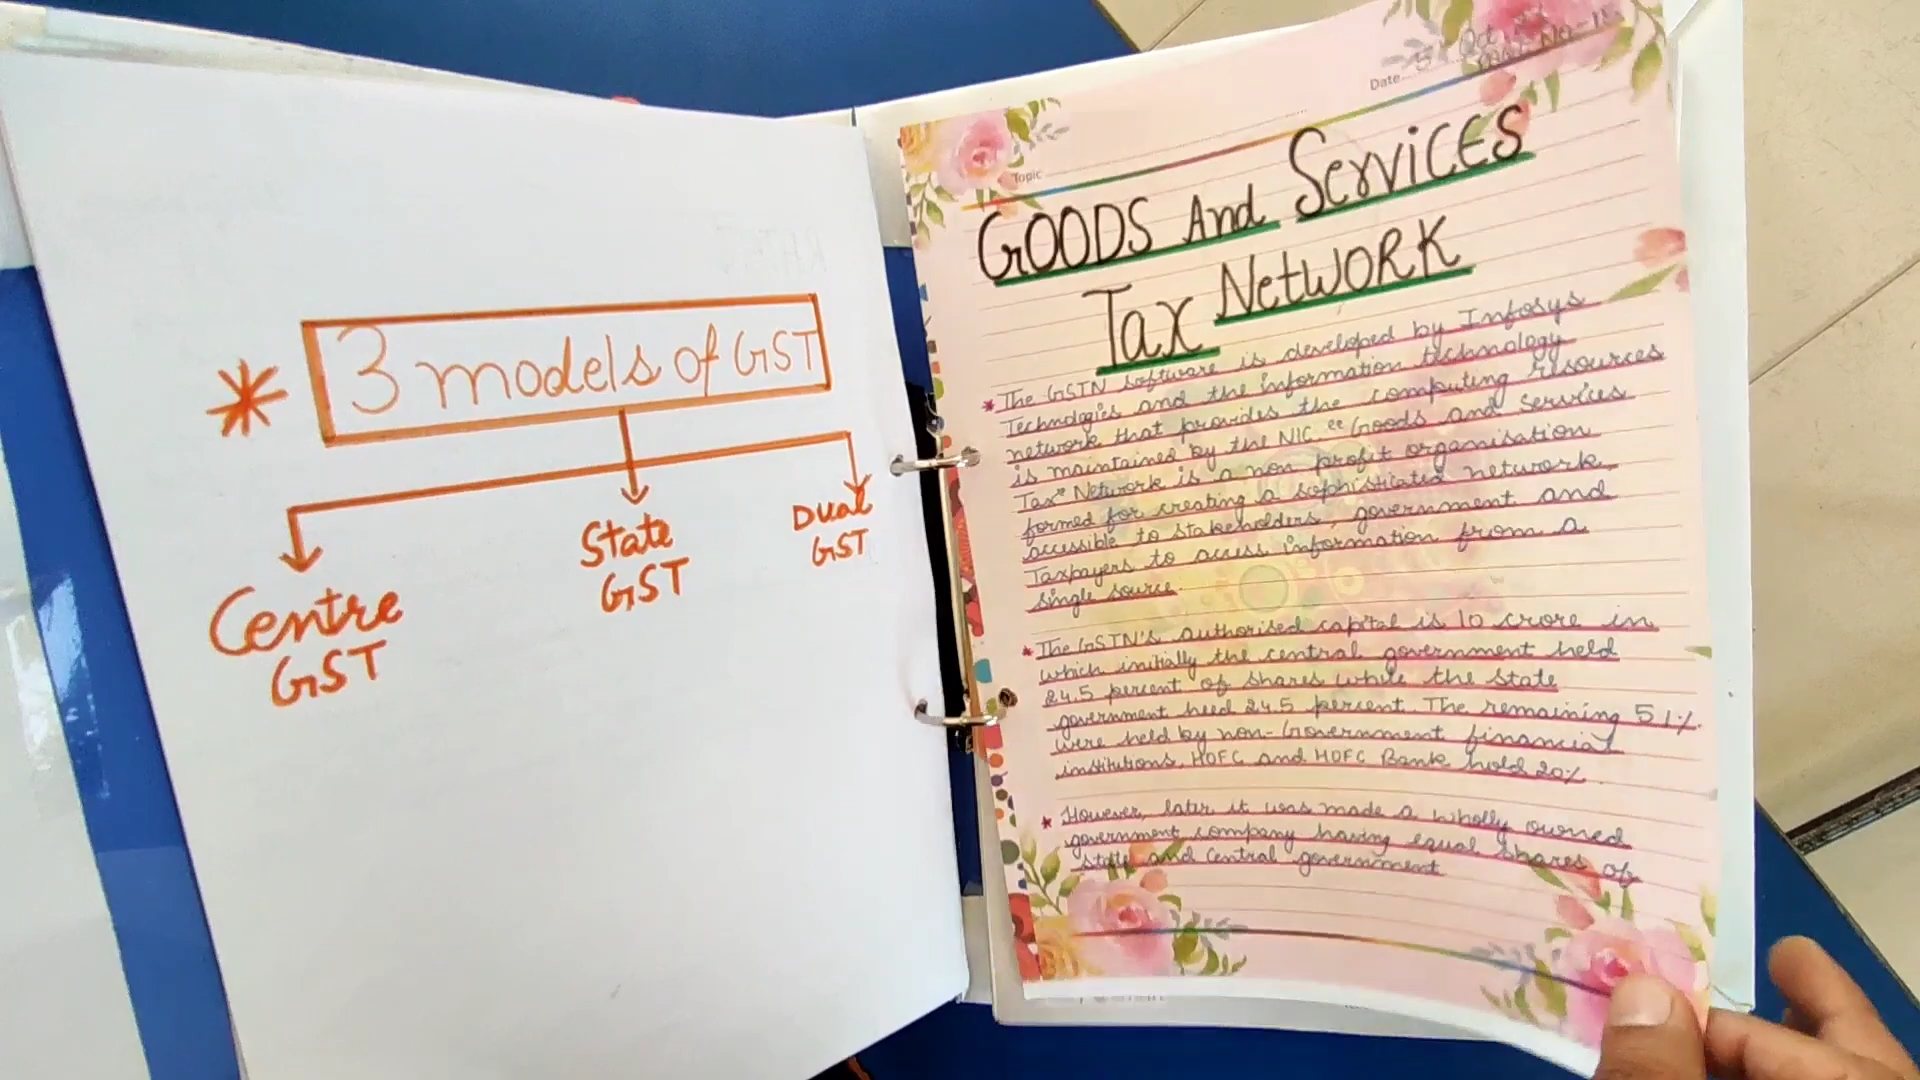 * 3 models of GST
Centre
GST
State
GST
Dual
GST
Date
Topic
GOODS And Services
Tax Network
* The GSTN software is developed by Infosys
Technologies and the information technology
network that provides the computing resources
is maintained by the NIC. "Goods and Services
Tax" Network is a non profit organisation
formed for creating a sophisticated network,
accessible to stakeholders, government and
Taxpayers to access information from a
single source.
* The GSTN's authorised capital is 10 crore in
which initially the central government held
24.5 percent of shares while the state
government held 24.5 percent. The remaining 51%
were held by non-Government financial
institutions, HDFC and HDFC Bank hold 20%
* However, later it was made a wholly owned
government company having equal shares of
state and Central government